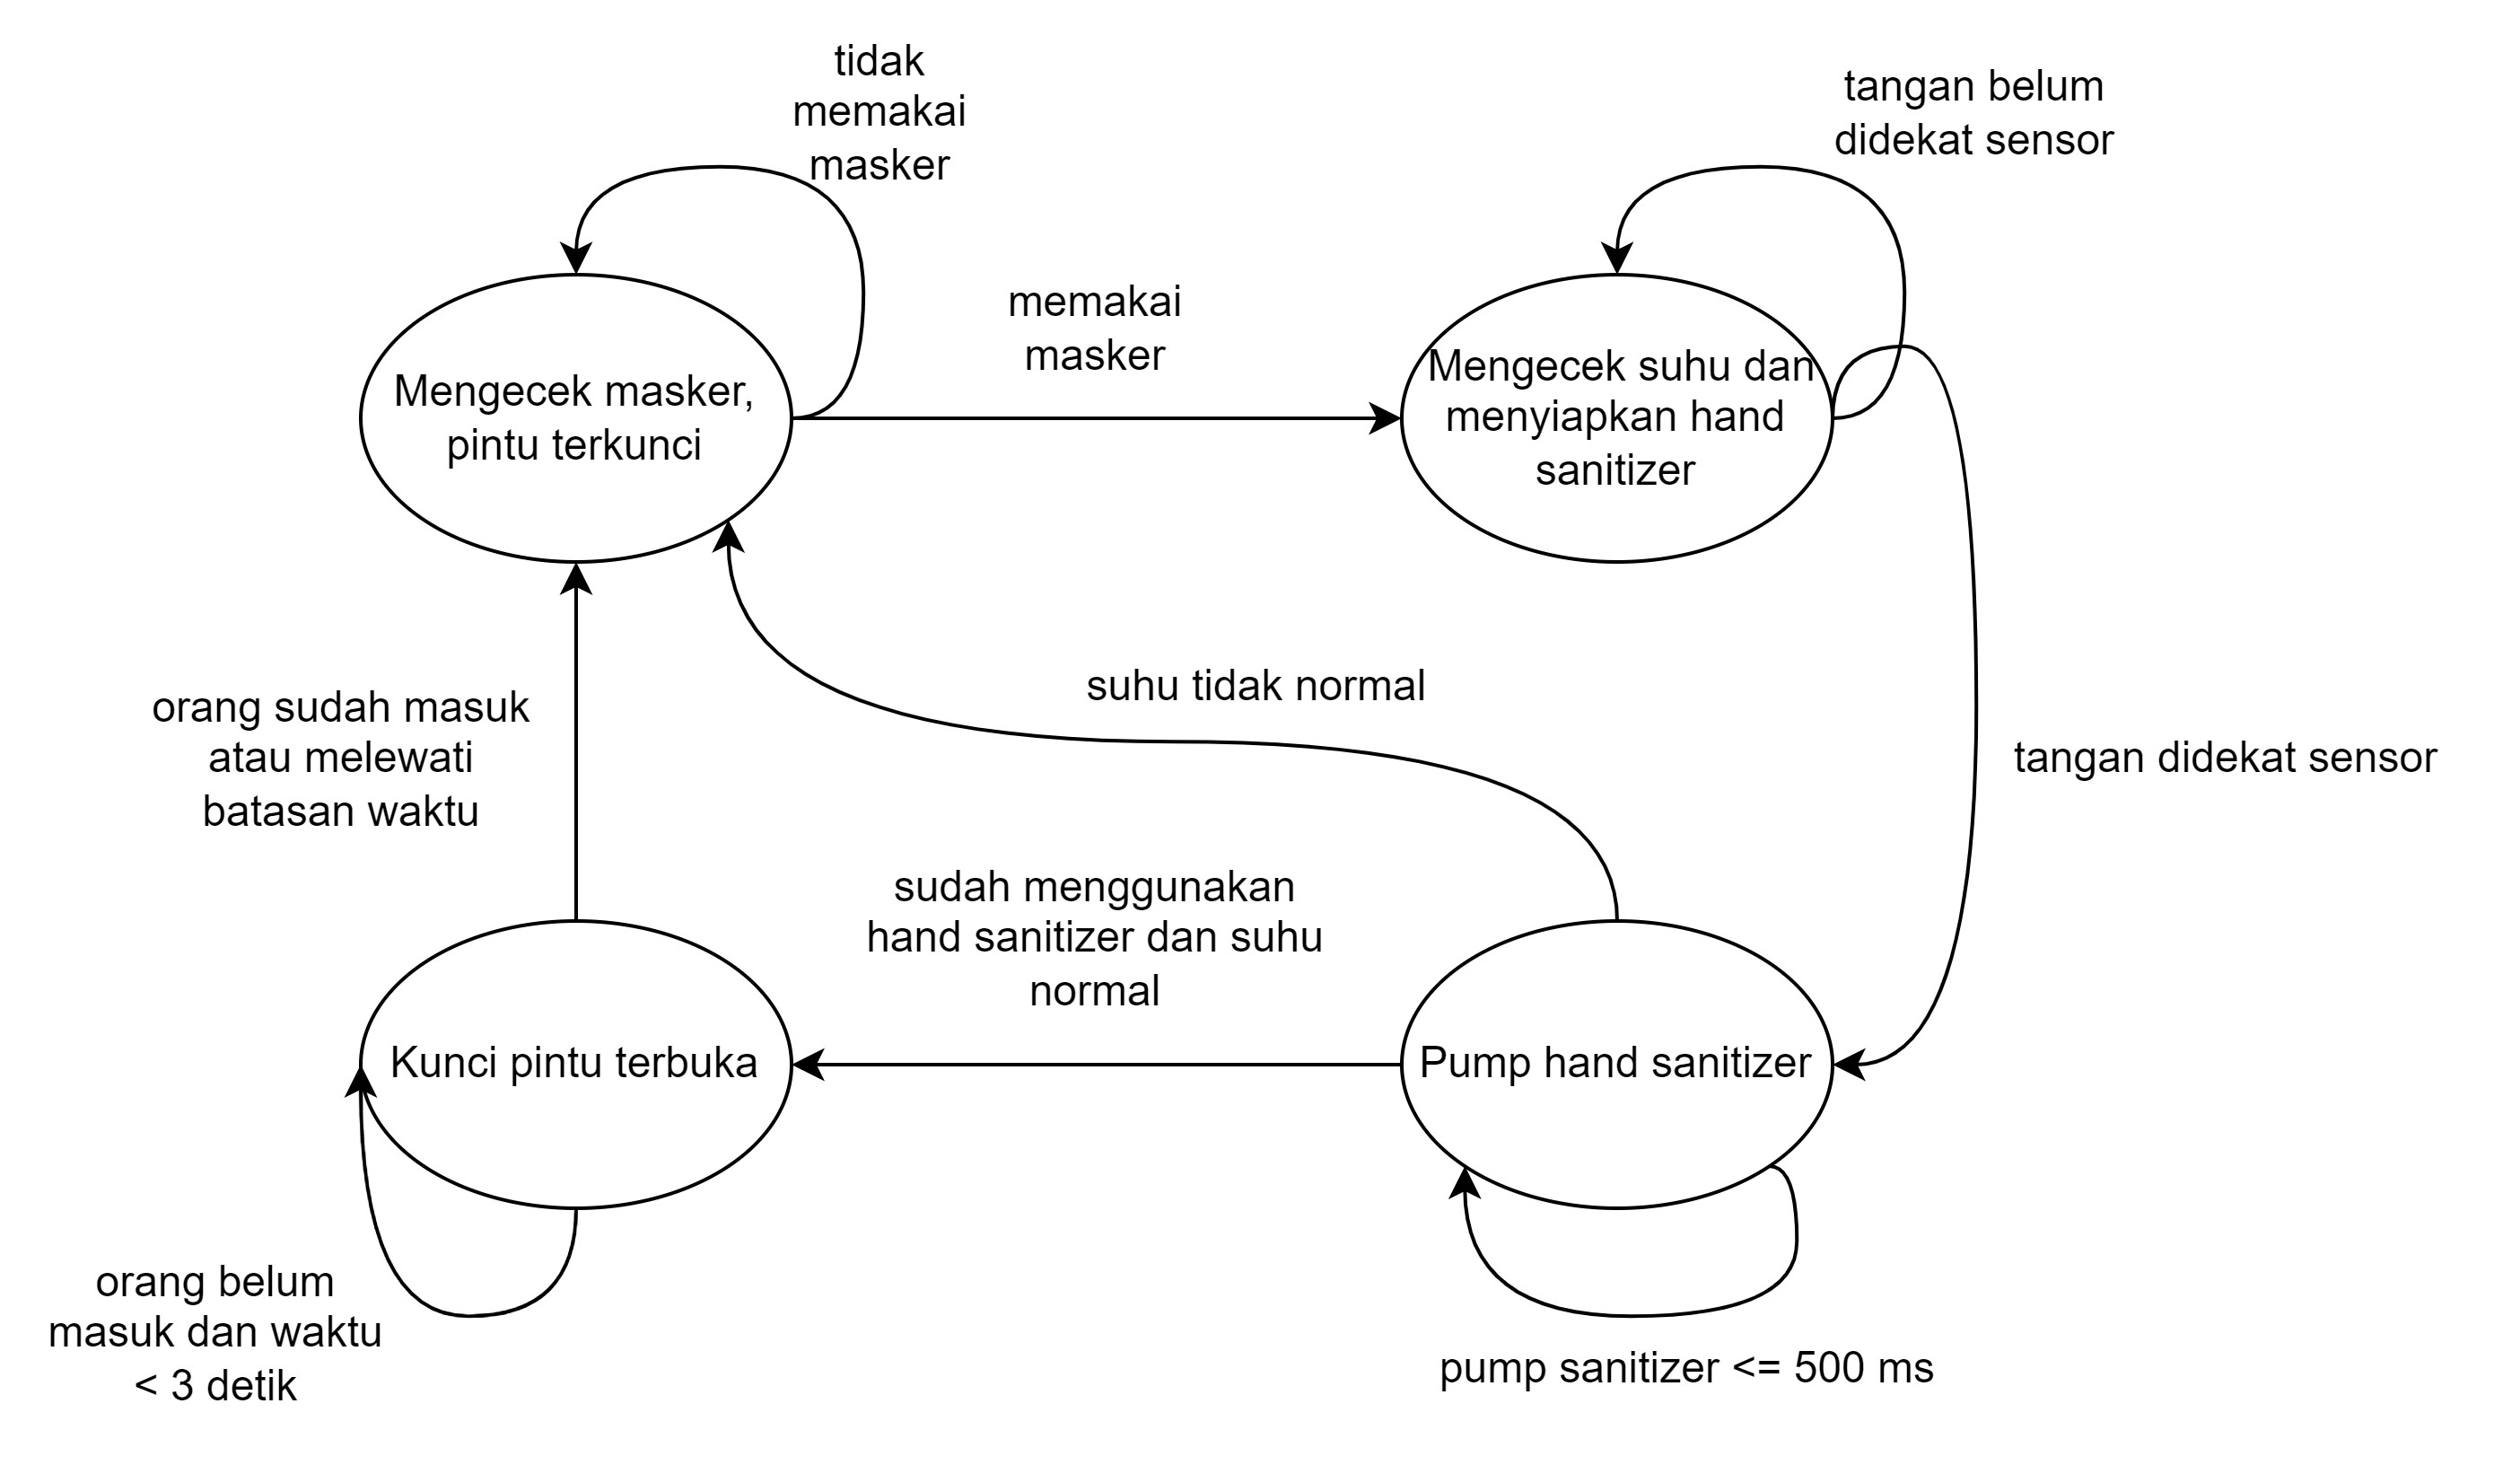 tidak
memakai
masker
tangan belum
didekat sensor
memakai
masker
Mengecek masker,
pintu terkunci
Mengecek suhu dan
menyiapkan hand
sanitizer
suhu tidak normal
orang sudah masuk
atau melewati
batasan waktu
tangan didekat sensor
sudah menggunakan
hand sanitizer dan suhu
normal
Kunci pintu terbuka
Pump hand sanitizer
orang belum
masuk dan waktu
< 3 detik
pump sanitizer <= 500 ms